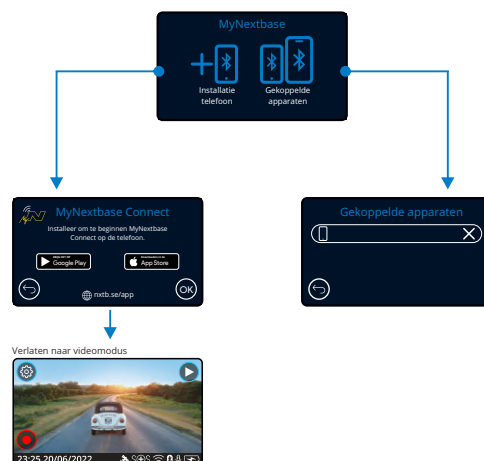 MyNextbase
Installatie
telefoon
Gekoppelde
apparaten
MyNextbase Connect
Installeer om te beginnen MyNextbase
Connect op de telefoon.
Google Play
App Store
nxtb.se/app
OK
Gekoppelde apparaten
Verlaten naar videomodus
23:25 20/06/2022
SOS